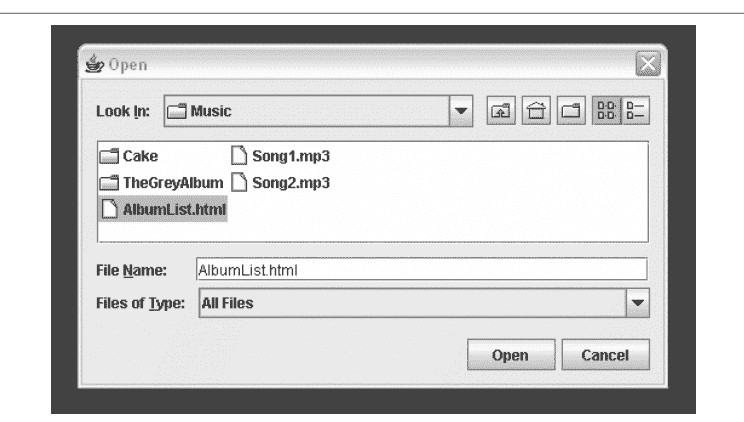 Open
Look In: Music
Cake Song1.mp3
TheGreyAlbum Song2.mp3
AlbumList.html
File Name: AlbumList.html
Files of Type: All Files
Open Cancel